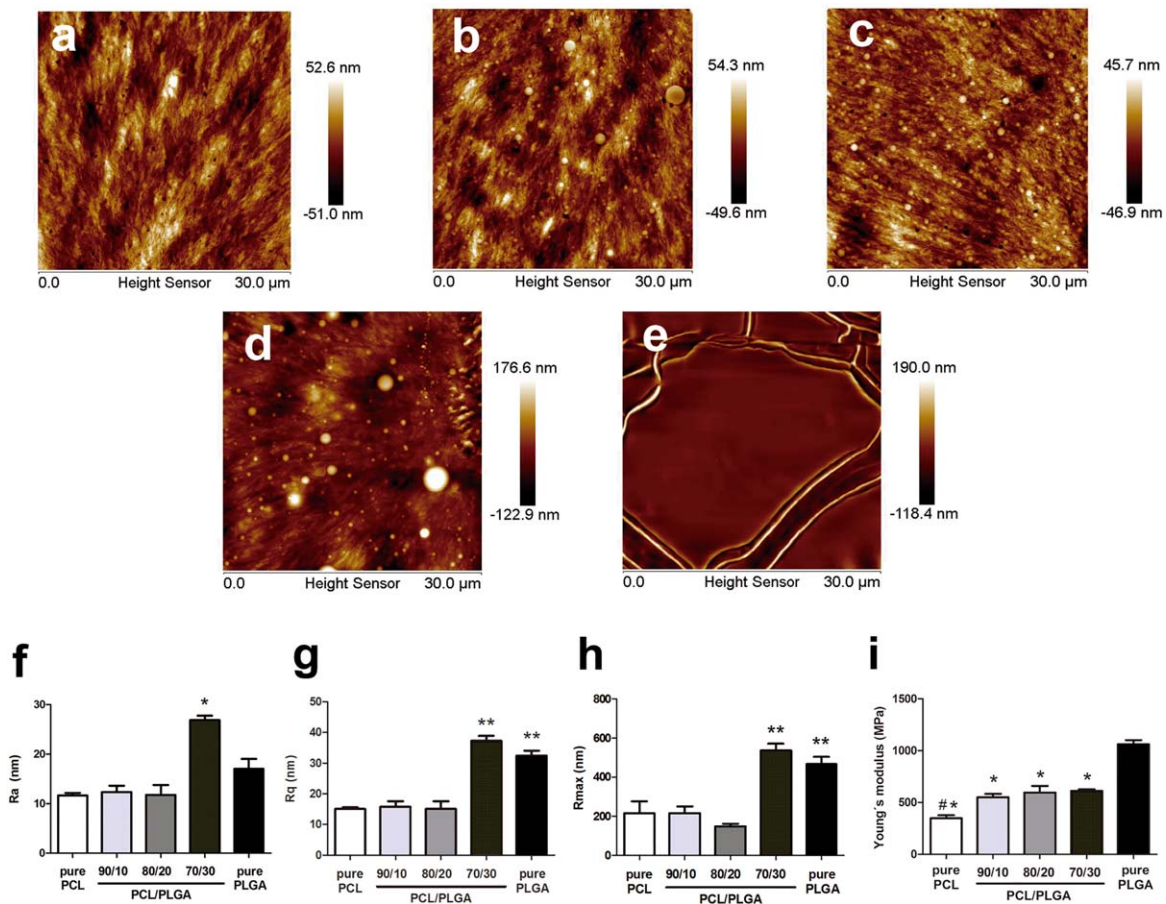 a
52.6 nm
-51.0 nm
0.0 Height Sensor 30.0 µm
b
54.3 nm
-49.6 nm
0.0 Height Sensor 30.0 µm
c
45.7 nm
-46.9 nm
0.0 Height Sensor 30.0 µm
d
176.6 nm
-122.9 nm
0.0 Height Sensor 30.0 µm
e
190.0 nm
-118.4 nm
0.0 Height Sensor 30.0 µm
f
Ra (nm)
30
20
10
0
*
pure PCL
90/10 80/20 70/30
PCL/PLGA
pure PLGA
g
Rq (nm)
50
40
30
20
10
0
**
**
pure PCL
90/10 80/20 70/30
PCL/PLGA
pure PLGA
h
Rmax (nm)
800
600
400
200
0
**
**
pure PCL
90/10 80/20 70/30
PCL/PLGA
pure PLGA
i
Young´s modulus (MPa)
1500
1000
500
0
#*
*
*
*
pure PCL
90/10 80/20 70/30
PCL/PLGA
pure PLGA